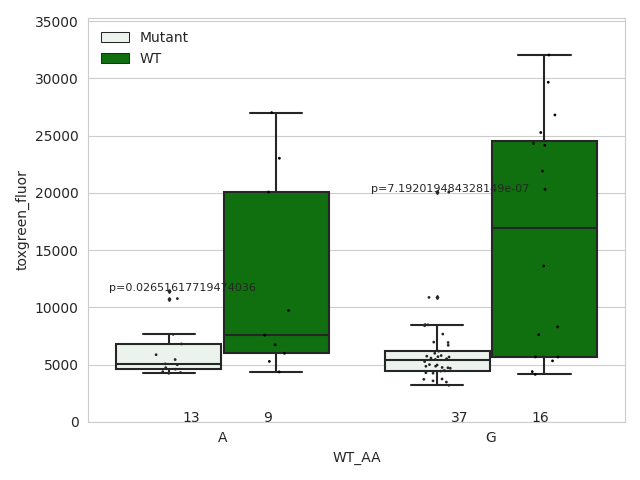 35000
30000
25000
20000
15000
10000
5000
0
toxgreen_fluor
Mutant
WT
p=0.02651617719474036
p=7.192019484328149e-07
13
9
37
16
A
G
WT_AA